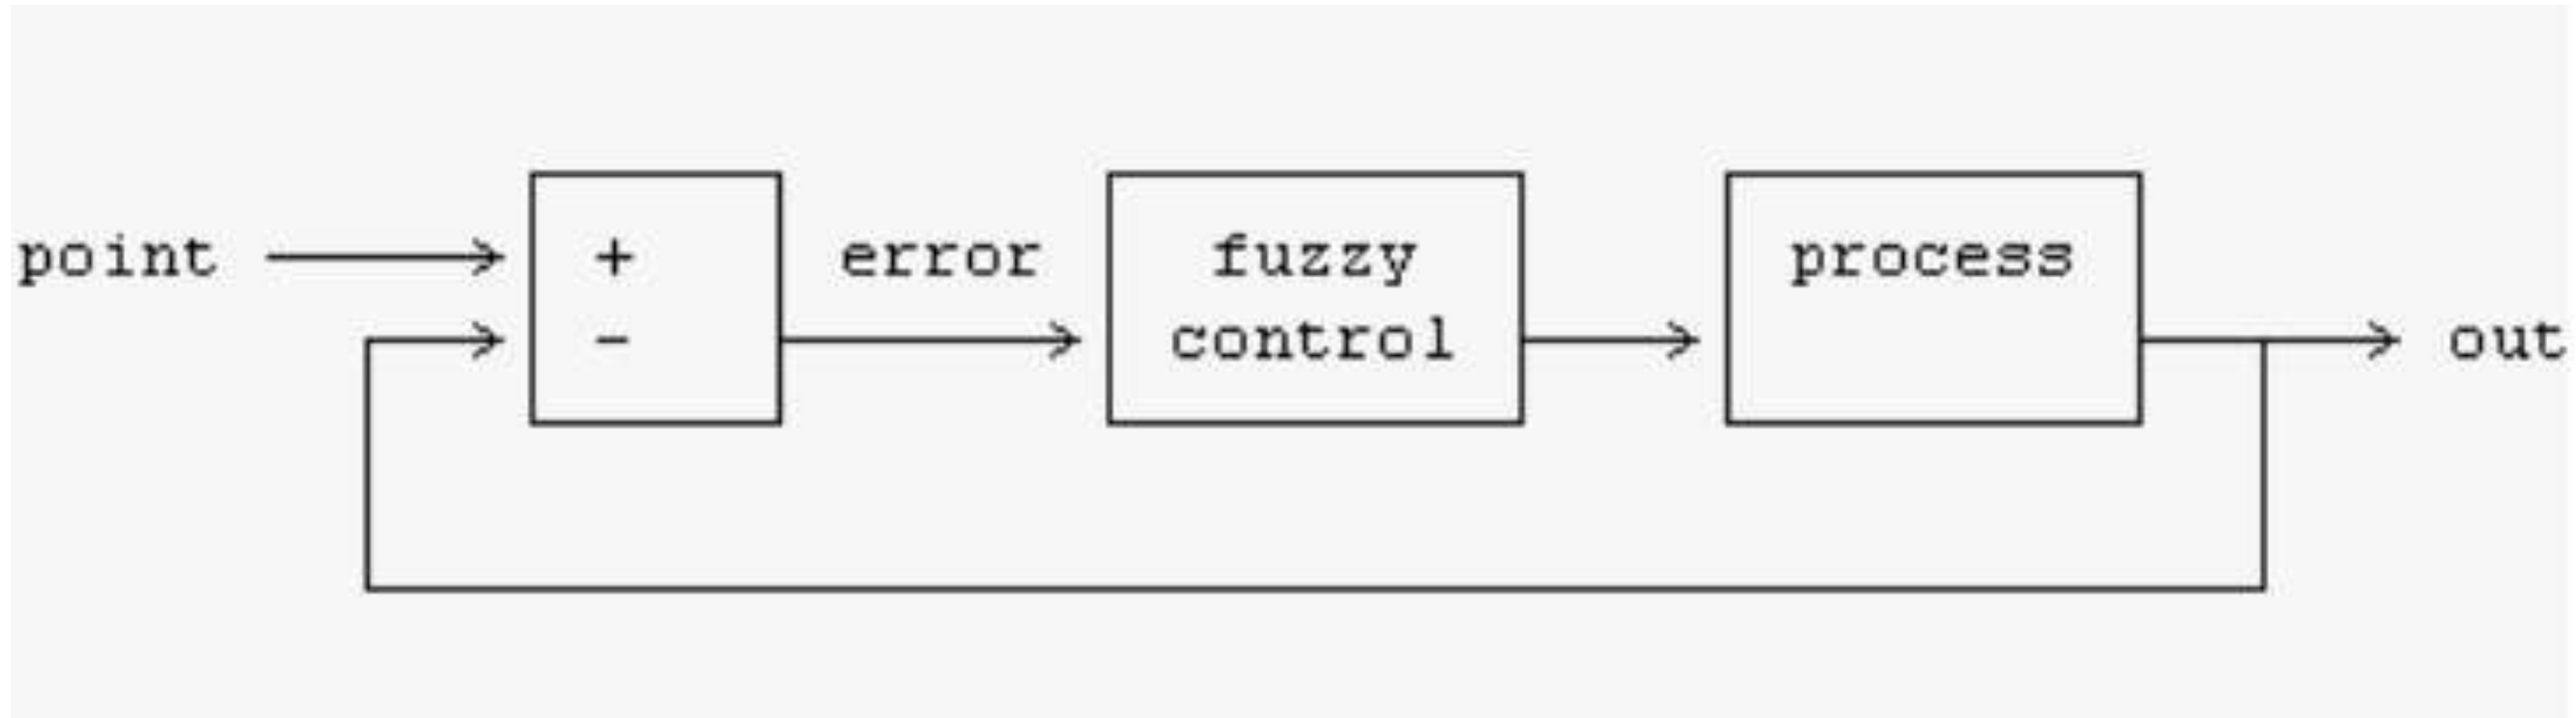 point
+
-
error
fuzzy
control
process
out